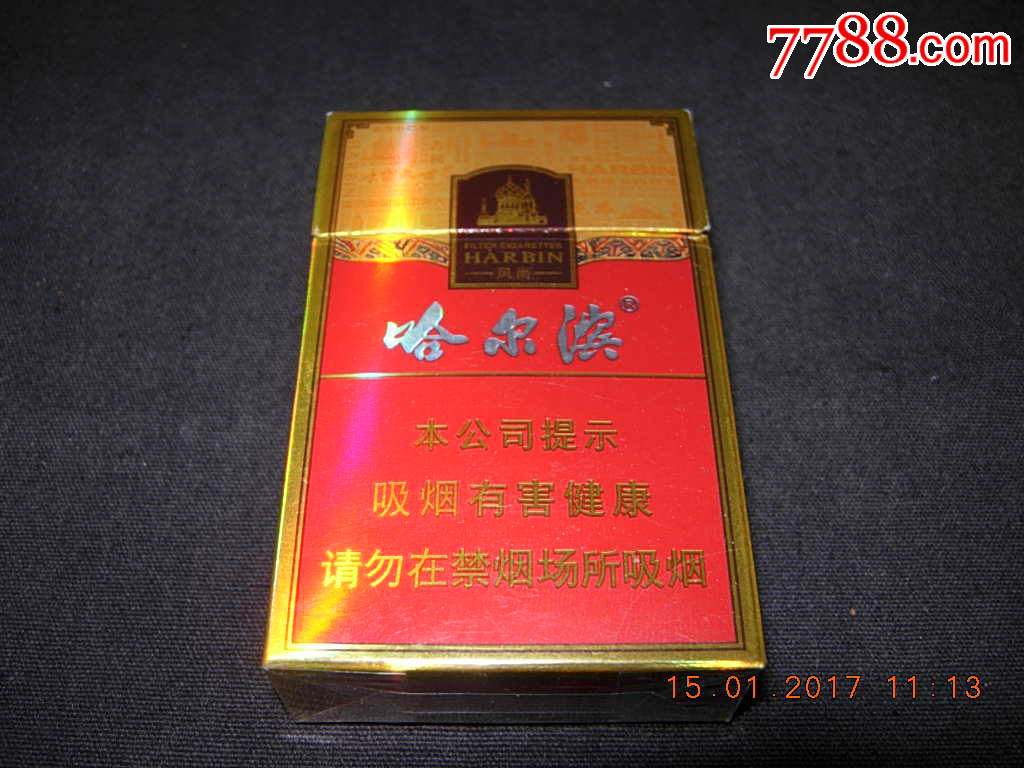 7788.com
HARBIN
FILTER CIGARETTES
HARBIN
风尚
哈尔滨®
本公司提示
吸烟有害健康
请勿在禁烟场所吸烟
15.01.2017 11:13